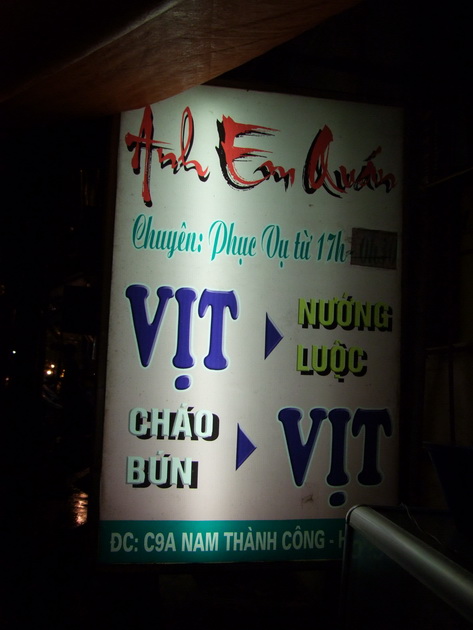 Anh Em Quán
Chuyên: Phục Vụ từ 17h-
VỊT
NƯỚNG
LUỘC
CHÁO
BÚN
VỊT
ĐC: C9A NAM THÀNH CÔNG - H